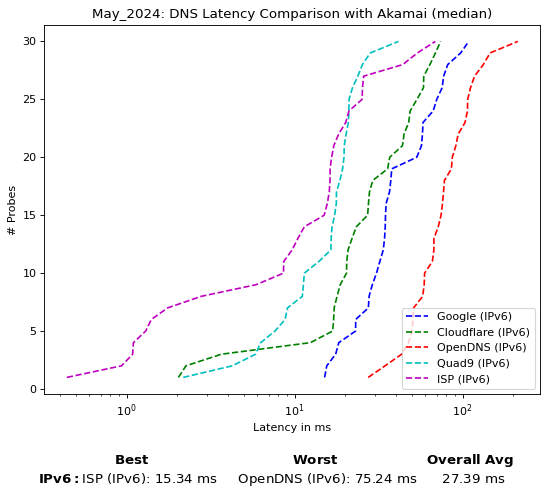 May_2024: DNS Latency Comparison with Akamai (median)
# Probes
30
25
20
15
10
5
0
10⁰
10¹
10²
Latency in ms
Google (IPv6)
Cloudflare (IPv6)
OpenDNS (IPv6)
Quad9 (IPv6)
ISP (IPv6)
Best Worst Overall Avg
IPv6: ISP (IPv6): 15.34 ms OpenDNS (IPv6): 75.24 ms 27.39 ms